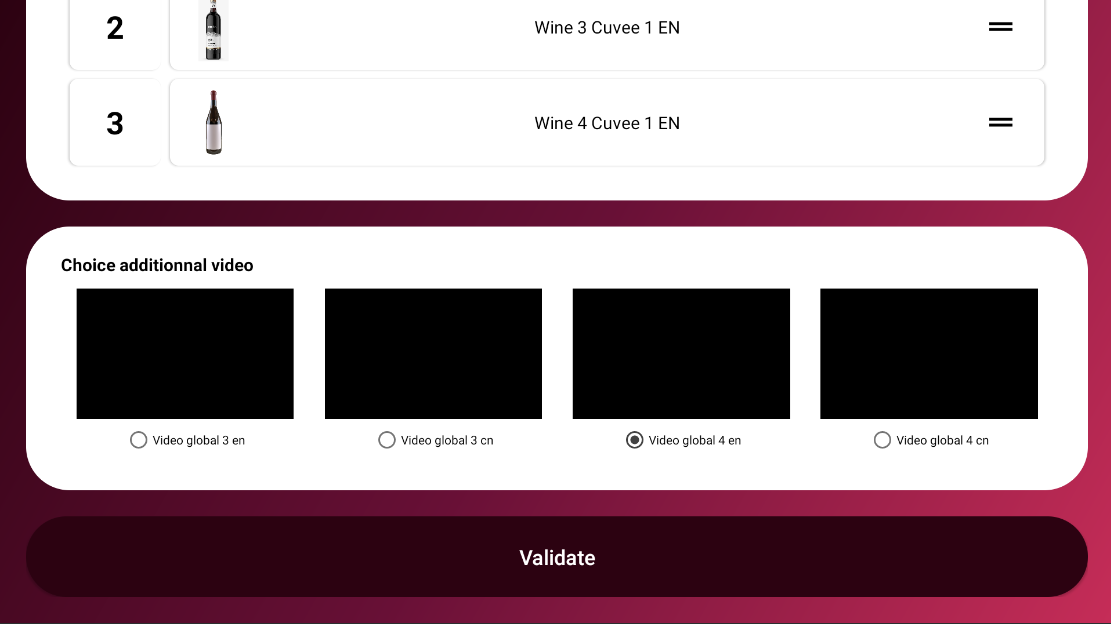 2
Wine 3 Cuvee 1 EN
3
Wine 4 Cuvee 1 EN
Choice additionnal video
Video global 3 en
Video global 3 cn
Video global 4 en
Video global 4 cn
Validate